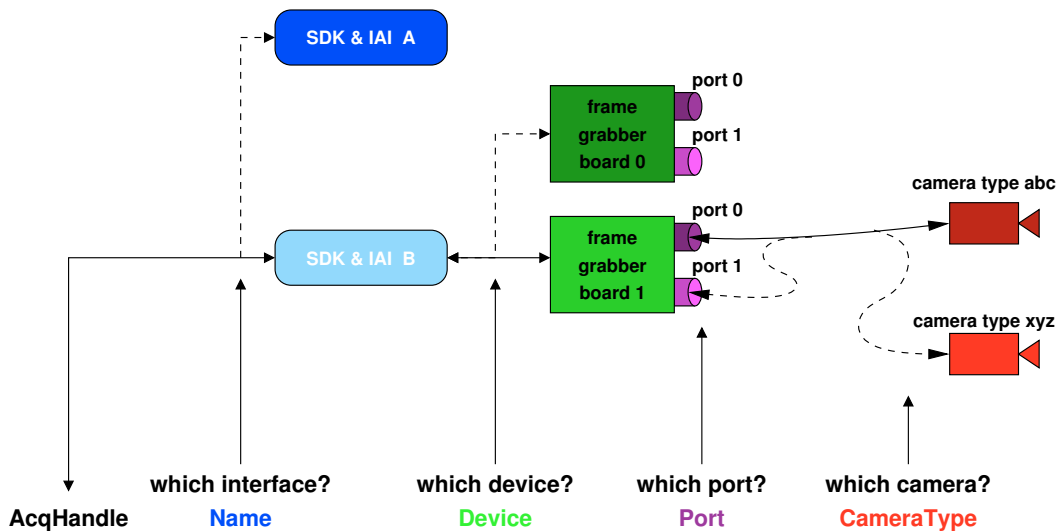 SDK & IAI A
port 0
frame
grabber
board 0
port 1
camera type abc
port 0
SDK & IAI B
frame
grabber
board 1
port 1
camera type xyz
which interface?
which device?
which port?
which camera?
AcqHandle
Name
Device
Port
CameraType